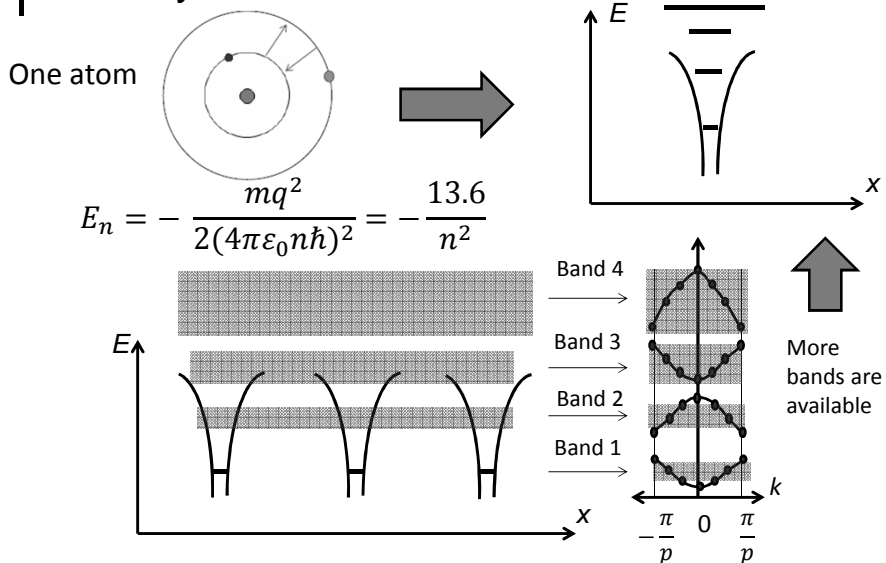 E
One atom
x
E_n = − mq²/2(4πε₀nħ)² = − 13.6/n²
Band 4
E
Band 3
More
bands are
available
Band 2
Band 1
x
k
−π/p 0 π/p